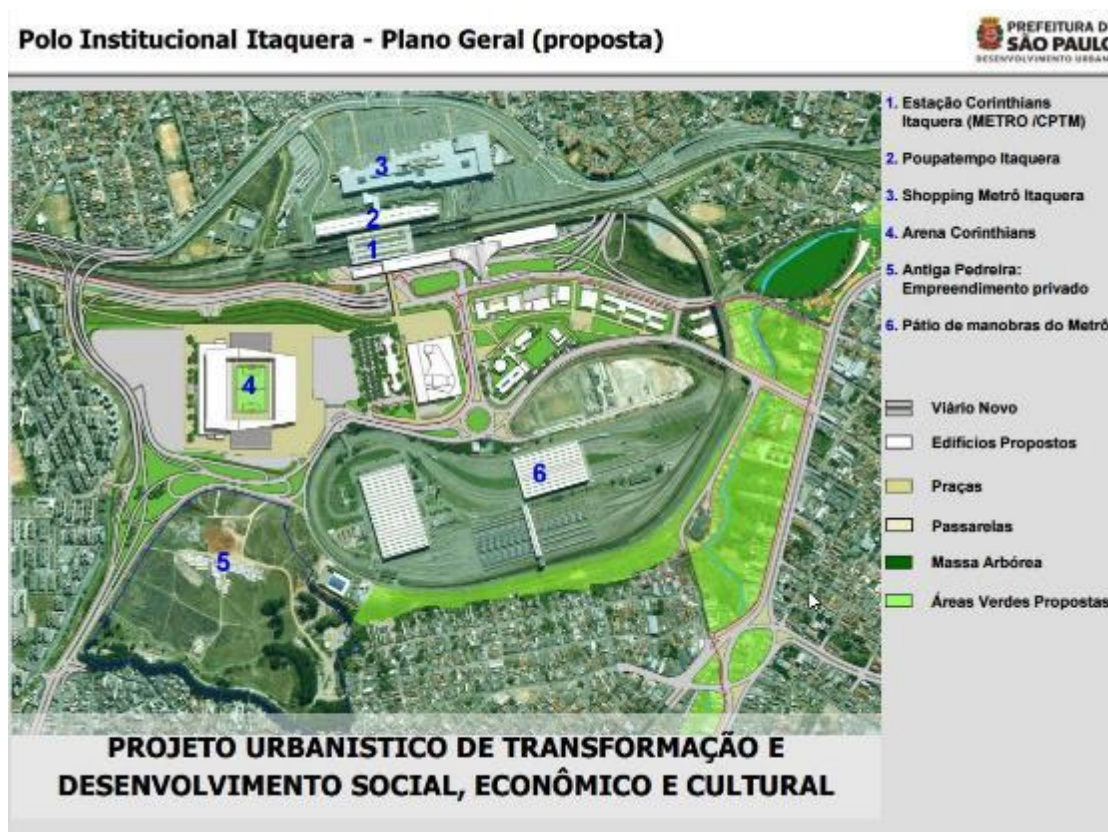 Polo Institucional Itaquera - Plano Geral (proposta)
PREFEITURA D
SÃO PAULO
DESENVOLVIMENTO URBAN
1. Estação Corinthians
Itaquera (METRO /CPTM)
2. Poupatempo Itaquera
3. Shopping Metrô Itaquera
4. Arena Corinthians
5. Antiga Pedreira:
Empreendimento privado
6. Pátio de manobras do Metrô
Viário Novo
Edifícios Propostos
Praças
Passarelas
Massa Arbórea
Áreas Verdes Propostas
3
2
1
4
6
5
PROJETO URBANISTICO DE TRANSFORMAÇÃO E
DESENVOLVIMENTO SOCIAL, ECONÔMICO E CULTURAL